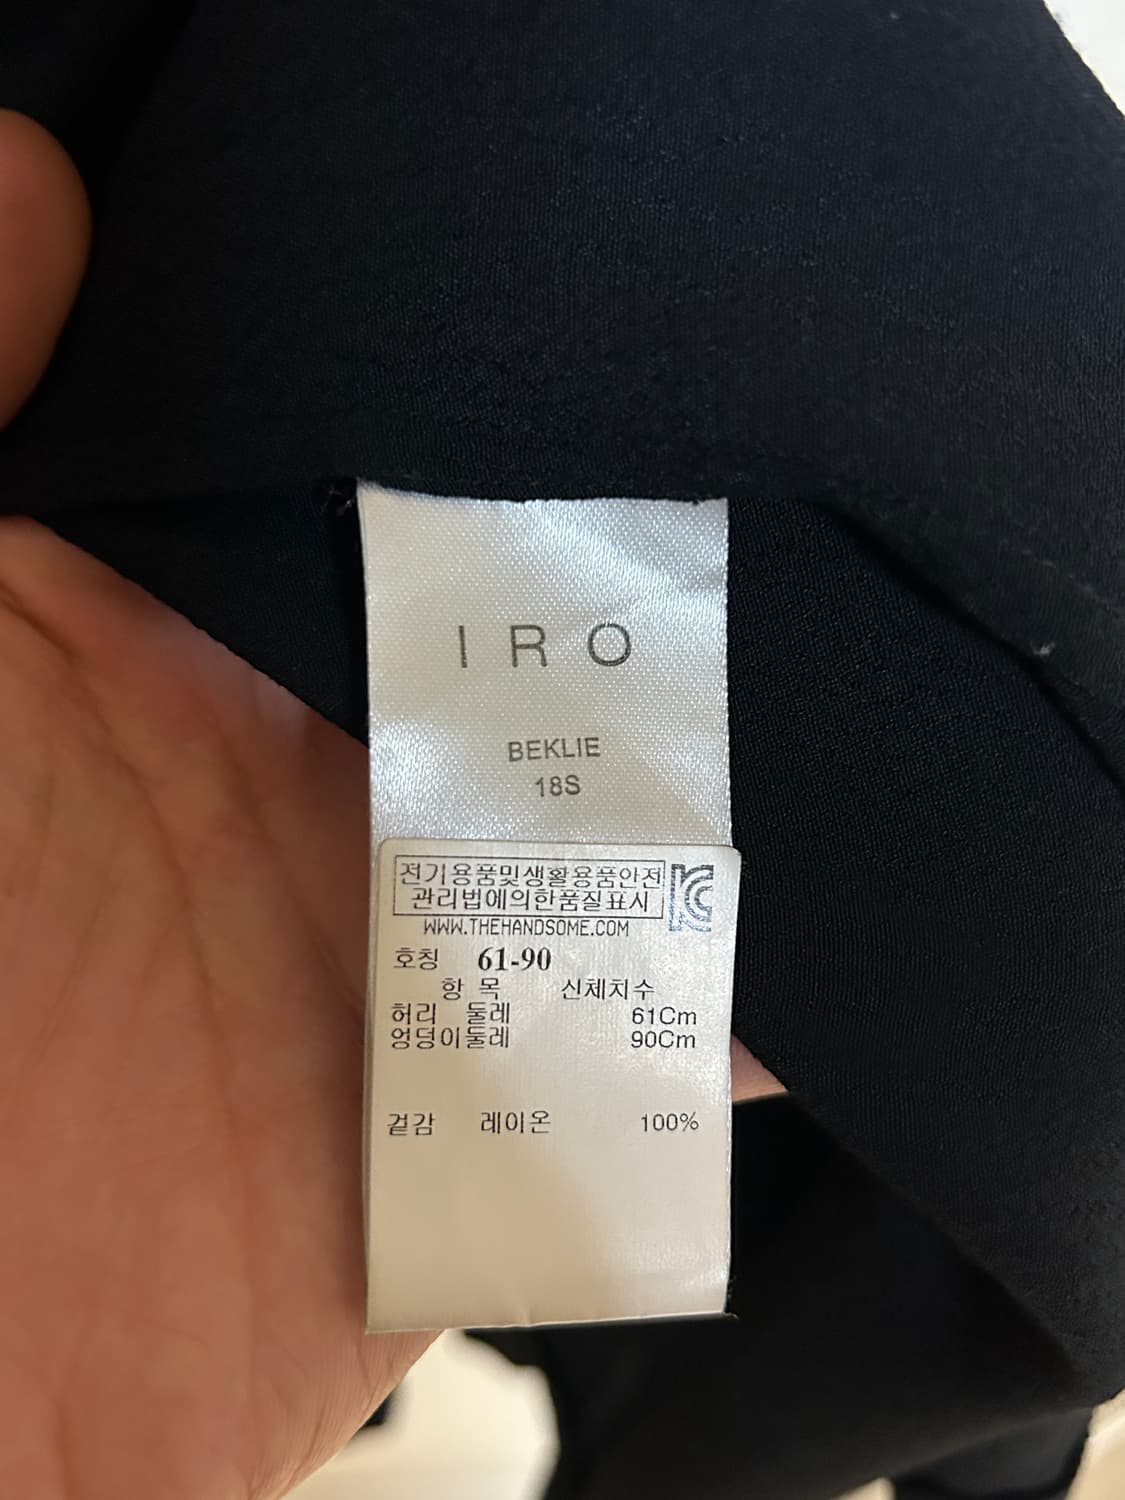 IRO
BEKLIE
18S
전기용품및생활용품안전
관리법에의한품질표시
WWW.THEHANDSOME.COM
호칭 61-90
항 목 신체치수
허리 둘레 61Cm
엉덩이둘레 90Cm
겉감 레이온 100%